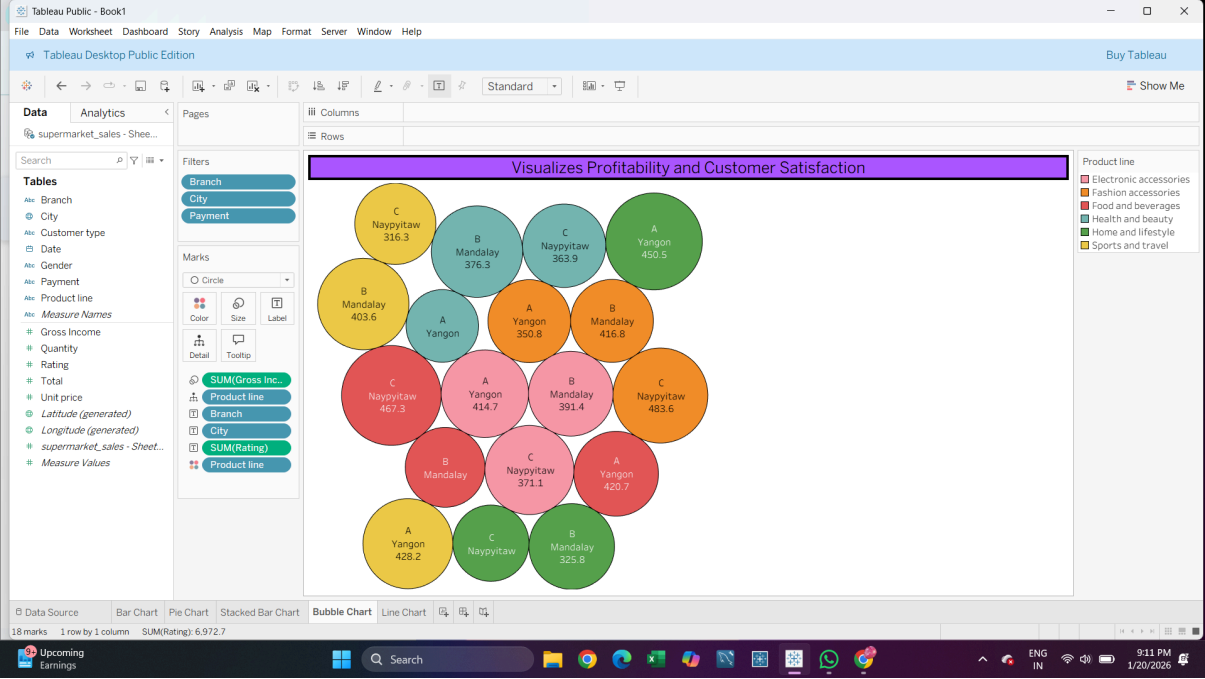 Tableau Public - Book1
File Data Worksheet Dashboard Story Analysis Map Format Server Window Help
Tableau Desktop Public Edition
Buy Tableau
Standard
Show Me
Data Analytics
supermarket_sales - Shee...
Search
Tables
Abc Branch
City
Abc Customer type
Date
Abc Gender
Abc Payment
Abc Product line
Abc Measure Names
# Gross Income
# Quantity
# Rating
# Total
# Unit price
Latitude (generated)
Longitude (generated)
# supermarket_sales - Sheet...
# Measure Values
Pages
Filters
Branch
City
Payment
Marks
Circle
Color Size Label
Detail Tooltip
SUM(Gross Inc..
Product line
Branch
City
SUM(Rating)
Product line
Columns
Rows
Visualizes Profitability and Customer Satisfaction
C
Naypyitaw
316.3
B
Mandalay
376.3
C
Naypyitaw
363.9
A
Yangon
450.5
B
Mandalay
403.6
A
Yangon
A
Yangon
350.8
B
Mandalay
416.8
C
Naypyitaw
467.3
A
Yangon
414.7
B
Mandalay
391.4
C
Naypyitaw
483.6
B
Mandalay
C
Naypyitaw
371.1
A
Yangon
420.7
A
Yangon
428.2
C
Naypyitaw
B
Mandalay
325.8
Product line
Electronic accessories
Fashion accessories
Food and beverages
Health and beauty
Home and lifestyle
Sports and travel
Data Source Bar Chart Pie Chart Stacked Bar Chart Bubble Chart Line Chart
18 marks 1 row by 1 column SUM(Rating): 6,972.7
9+
Upcoming
Earnings
Search
ENG
IN
9:11 PM
1/20/2026